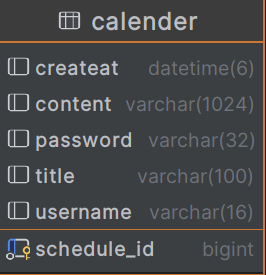 calender
createat datetime(6)
content varchar(1024)
password varchar(32)
title varchar(100)
username varchar(16)
schedule_id bigint